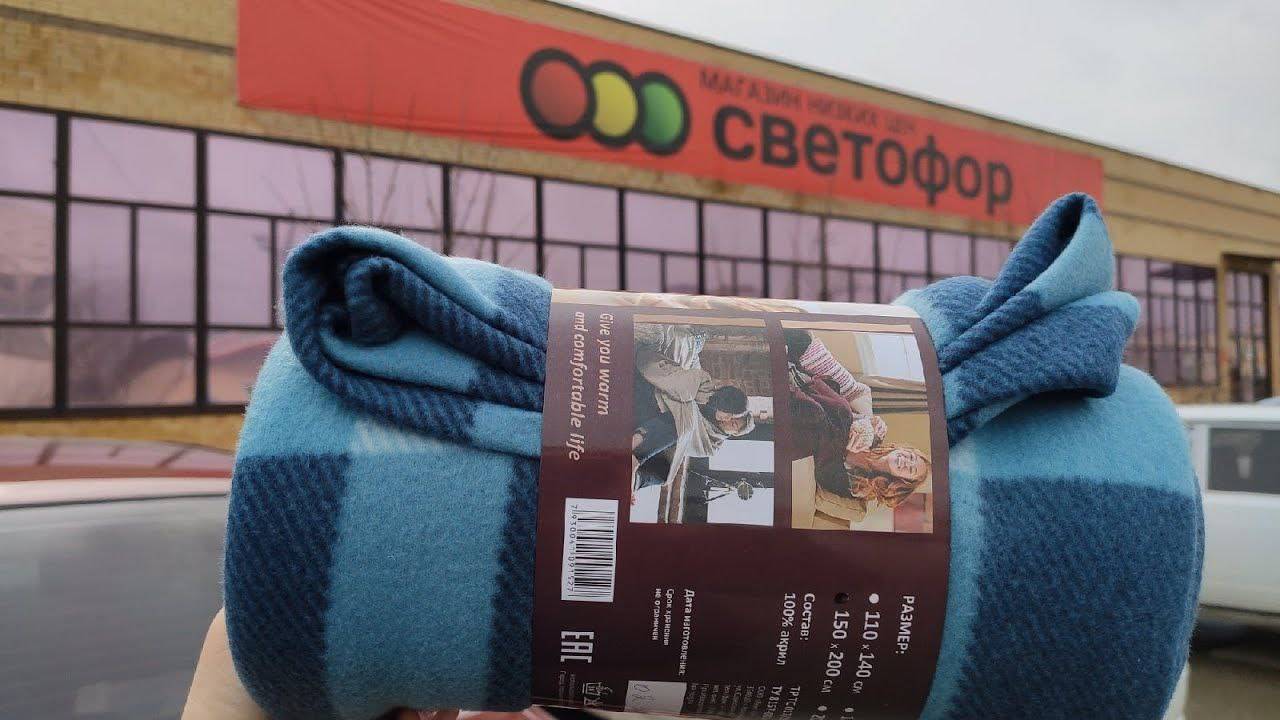 МАГАЗИН НИЗКИХ ЦЕН
СВЕТОФОР
Give you warm
and comfortable life
РАЗМЕР:
110 x 140 см
150 x 200 см
Состав:
100% акрил
Дата изготовления:
Срок хранения
не ограничен
EAC